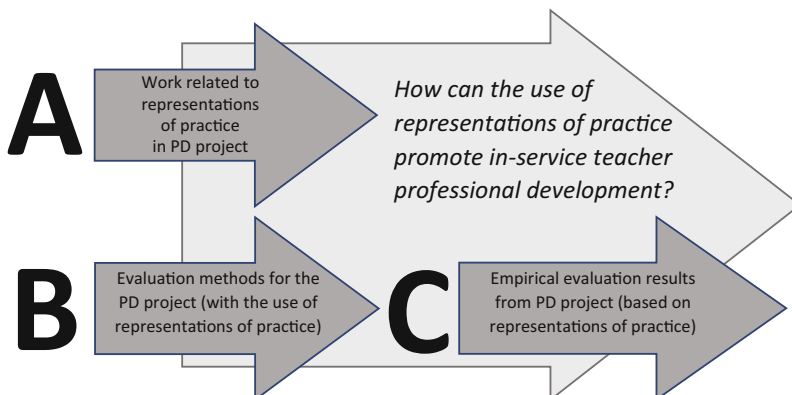 A
Work related to
representations
of practice
in PD project
How can the use of
representations of practice
promote in-service teacher
professional development?
B
Evaluation methods for the
PD project (with the use of
representations of practice)
C
Empirical evaluation results
from PD project (based on
representations of practice)